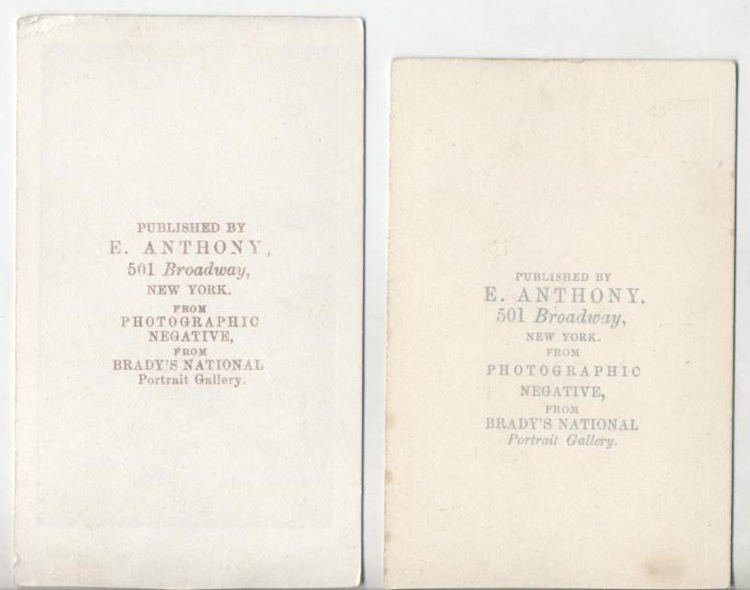 PUBLISHED BY
E. ANTHONY,
501 Broadway,
NEW YORK.
FROM
PHOTOGRAPHIC
NEGATIVE,
FROM
BRADY'S NATIONAL
Portrait Gallery.
PUBLISHED BY
E. ANTHONY,
501 Broadway,
NEW YORK.
FROM
PHOTOGRAPHIC
NEGATIVE,
FROM
BRADY'S NATIONAL
Portrait Gallery.